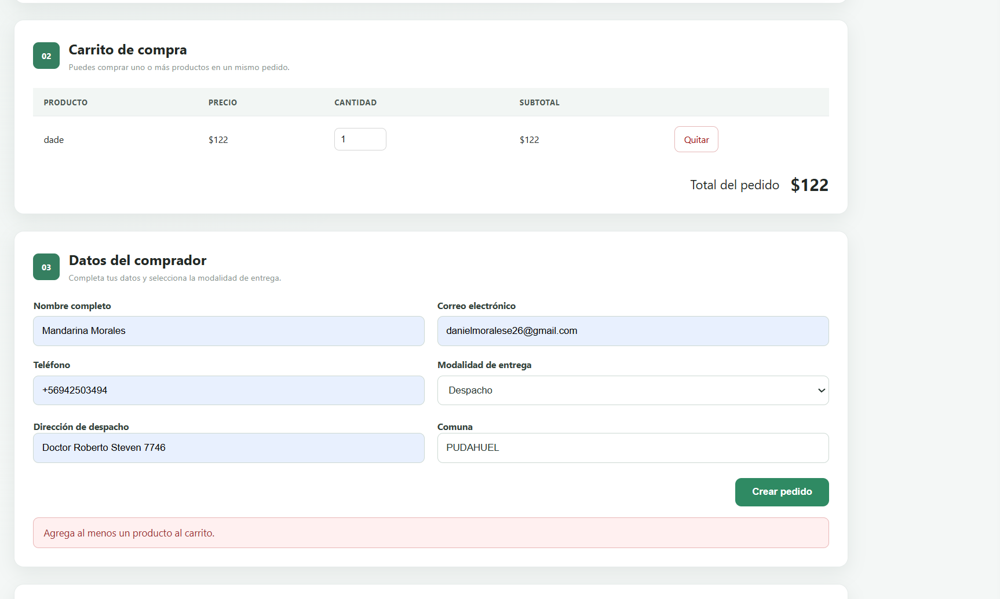 02
Carrito de compra
Puedes comprar uno o más productos en un mismo pedido.
PRODUCTO PRECIO CANTIDAD SUBTOTAL
dade $122 1 $122 Quitar
Total del pedido $122
03
Datos del comprador
Completa tus datos y selecciona la modalidad de entrega.
Nombre completo Correo electrónico
Mandarina Morales danielmoralese26@gmail.com
Teléfono Modalidad de entrega
+56942503494 Despacho
Dirección de despacho Comuna
Doctor Roberto Steven 7746 PUDAHUEL
Crear pedido
Agrega al menos un producto al carrito.